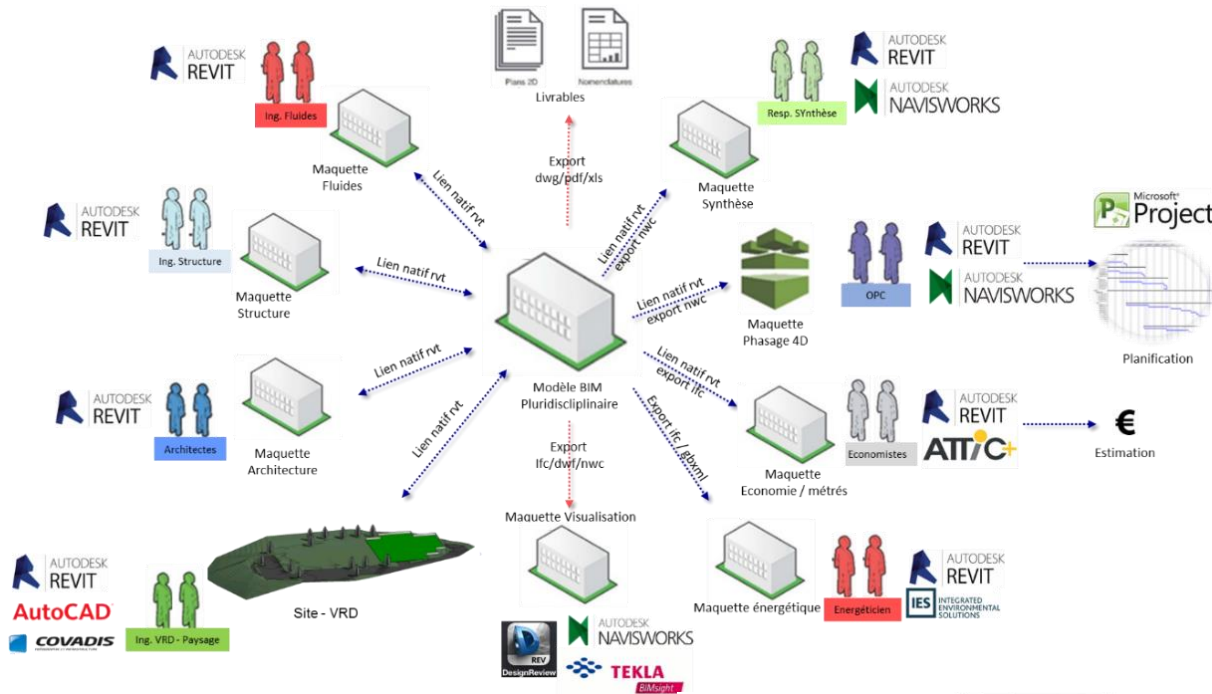 AUTODESK
REVIT
Ing. Fluides
Maquette
Fluides
Lien natif rvt
Plans 2D
Nomenclatures
Livrables
Export
dwg/pdf/xls
Resp. SYnthèse
AUTODESK
REVIT
AUTODESK
NAVISWORKS
Maquette
Synthèse
Lien natif rvt
export nwc
AUTODESK
REVIT
Ing. Structure
Maquette
Structure
Lien natif rvt
Lien natif rvt
export nwc
Maquette
Phasage 4D
OPC
AUTODESK
REVIT
AUTODESK
NAVISWORKS
Microsoft®
Project
Planification
AUTODESK
REVIT
Architectes
Maquette
Architecture
Lien natif rvt
Modèle BIM
Pluridiscliplinaire
Lien natif rvt
export ifc
Maquette
Economie / métrés
Economistes
AUTODESK
REVIT
ATTiC+
€
Estimation
Lien natif rvt
Export
Ifc/dwf/nwc
Export ifc / gbxml
AUTODESK
REVIT
AutoCAD
COVADIS
Ing. VRD - Paysage
Site - VRD
Maquette Visualisation
REV
DesignReview
AUTODESK
NAVISWORKS
TEKLA
BIMsight
Maquette énergétique
Energéticien
AUTODESK
REVIT
IES
INTEGRATED
ENVIRONMENTAL
SOLUTIONS